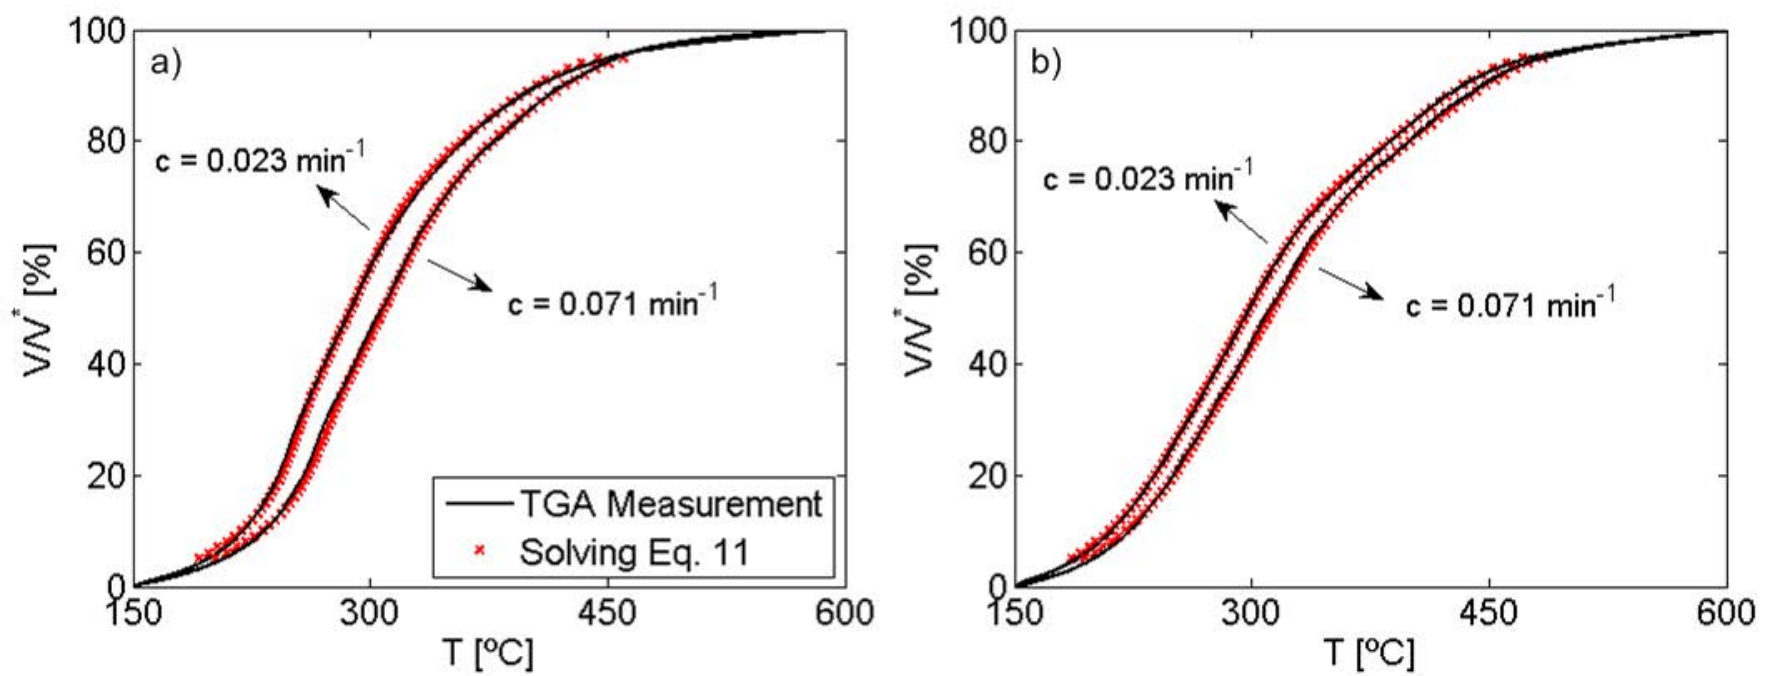 a)
100
80
60
40
20
0
150
300
450
600
V/V* [%]
T [ºC]
c = 0.023 min-1
c = 0.071 min-1
TGA Measurement
Solving Eq. 11
b)
100
80
60
40
20
0
150
300
450
600
V/V* [%]
T [ºC]
c = 0.023 min-1
c = 0.071 min-1